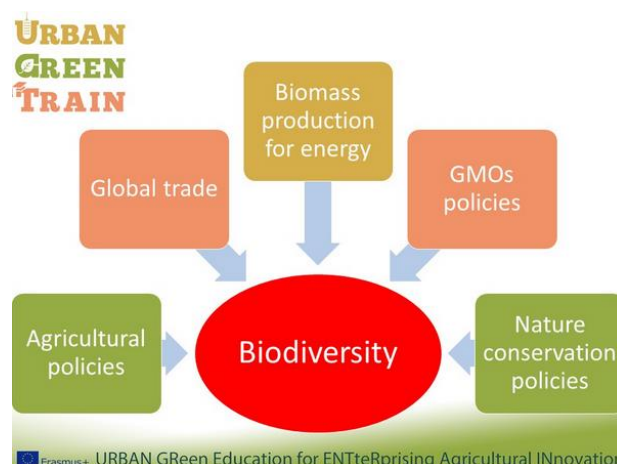 URBAN
GREEN
TRAIN
Biomass
production
for energy
Global trade
GMOs
policies
Agricultural
policies
Biodiversity
Nature
conservation
policies
Erasmus+ URBAN GReen Education for ENTteRprising Agricultural INnovation